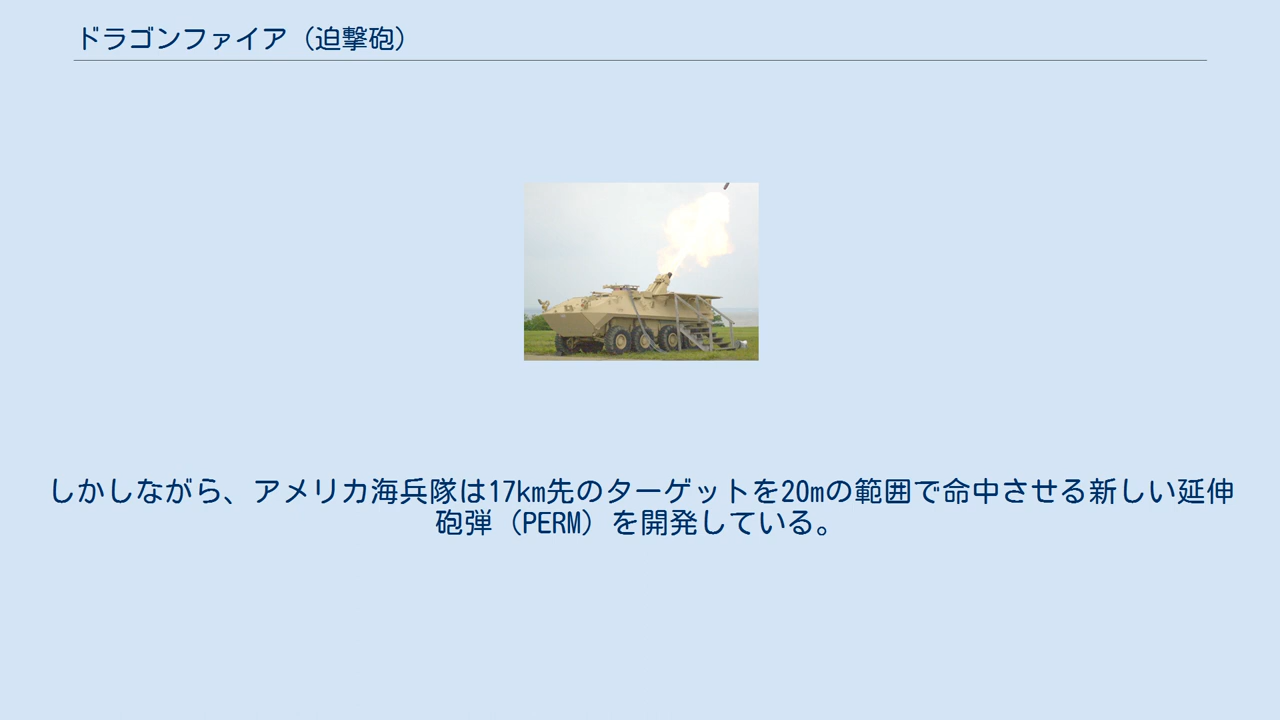 ドラゴンファイア（迫撃砲）
しかしながら、アメリカ海兵隊は17km先のターゲットを20mの範囲で命中させる新しい延伸
砲弾（PERM）を開発している。